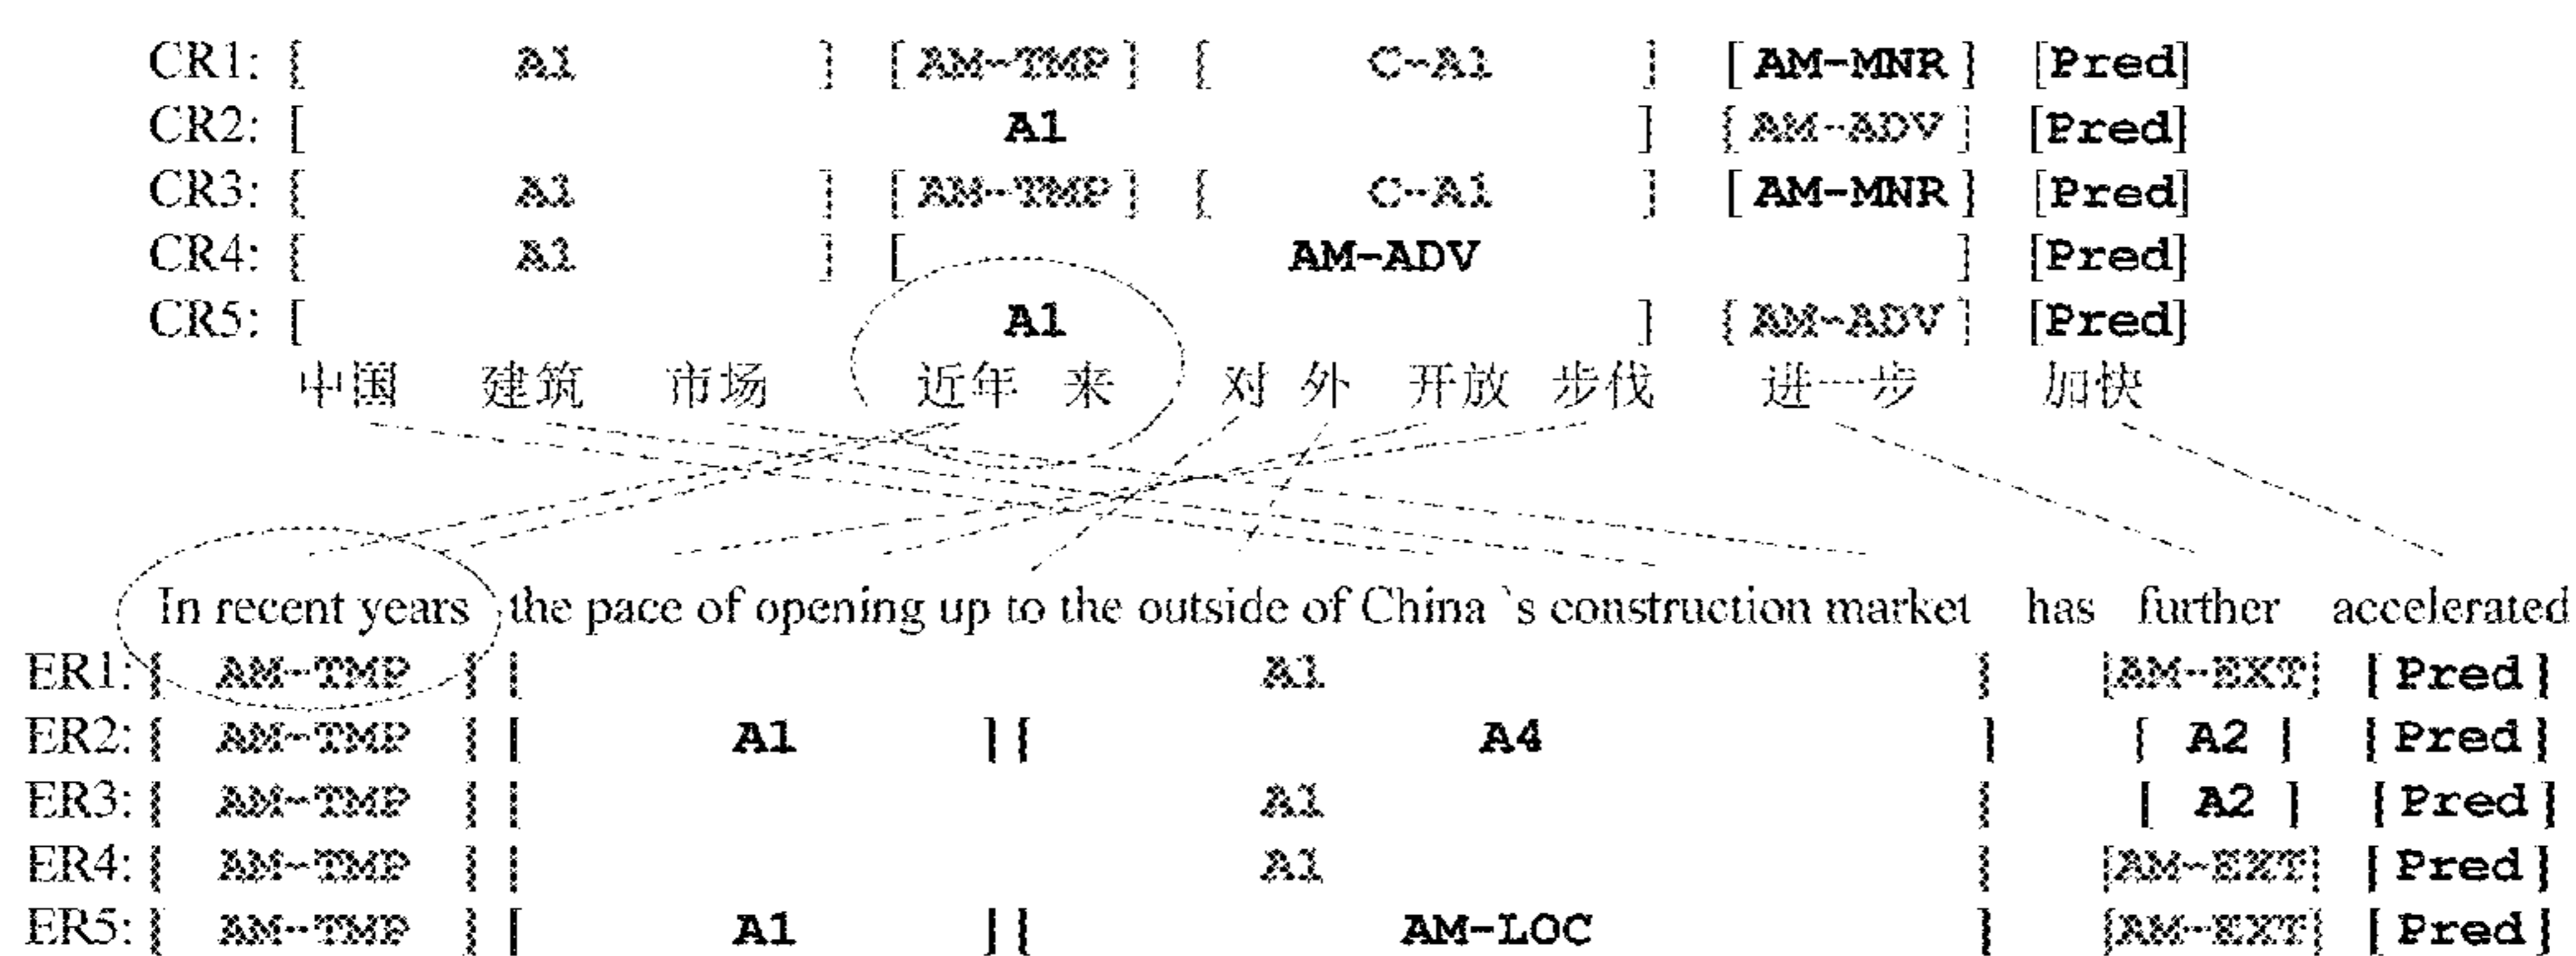 CR1: [ A1 ] [AM-TMP] [ C-A1 ] [AM-MNR] [Pred]
CR2: [ A1 ] [AM-ADV] [Pred]
CR3: [ A1 ] [AM-TMP] [ C-A1 ] [AM-MNR] [Pred]
CR4: [ A1 ] [ AM-ADV ] [Pred]
CR5: [ A1 ] [AM-ADV] [Pred]
中国 建筑 市场 近年 来 对 外 开放 步伐 进一步 加快
In recent years the pace of opening up to the outside of China `s construction market has further accelerated
ER1: [ AM-TMP ] [ A1 ] [AM-EXT] [Pred]
ER2: [ AM-TMP ] [ A1 ] [ A4 ] [ A2 ] [Pred]
ER3: [ AM-TMP ] [ A1 ] [ A2 ] [Pred]
ER4: [ AM-TMP ] [ A1 ] [AM-EXT] [Pred]
ER5: [ AM-TMP ] [ A1 ] [ AM-LOC ] [AM-EXT] [Pred]